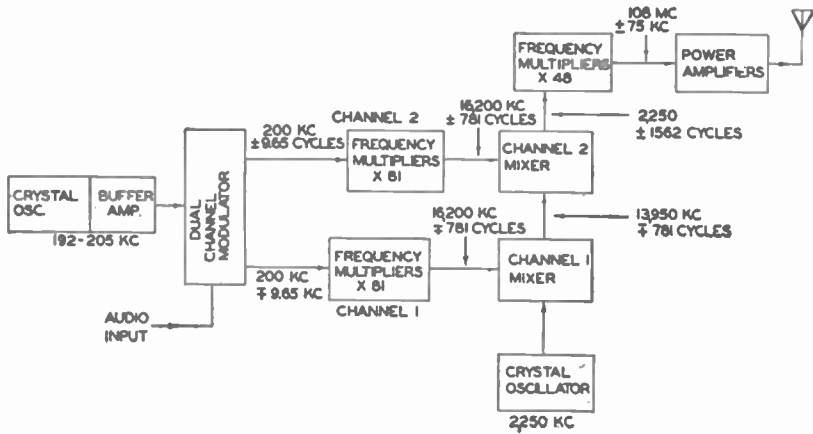 108 MC
± 75 KC
FREQUENCY
MULTIPLIERS
X 48
POWER
AMPLIFIERS
CHANNEL 2
16,200 KC
± 781 CYCLES
2,250
± 1562 CYCLES
200 KC
± 9.65 CYCLES
FREQUENCY
MULTIPLIERS
X 81
CHANNEL 2
MIXER
DUAL
CHANNEL
MODULATOR
CRYSTAL
OSC.
BUFFER
AMP.
192-205 KC
16,200 KC
∓ 781 CYCLES
13,950 KC
∓ 781 CYCLES
200 KC
∓ 9.65 KC
FREQUENCY
MULTIPLIERS
X 81
CHANNEL 1
CHANNEL 1
MIXER
AUDIO
INPUT
CRYSTAL
OSCILLATOR
2,250 KC